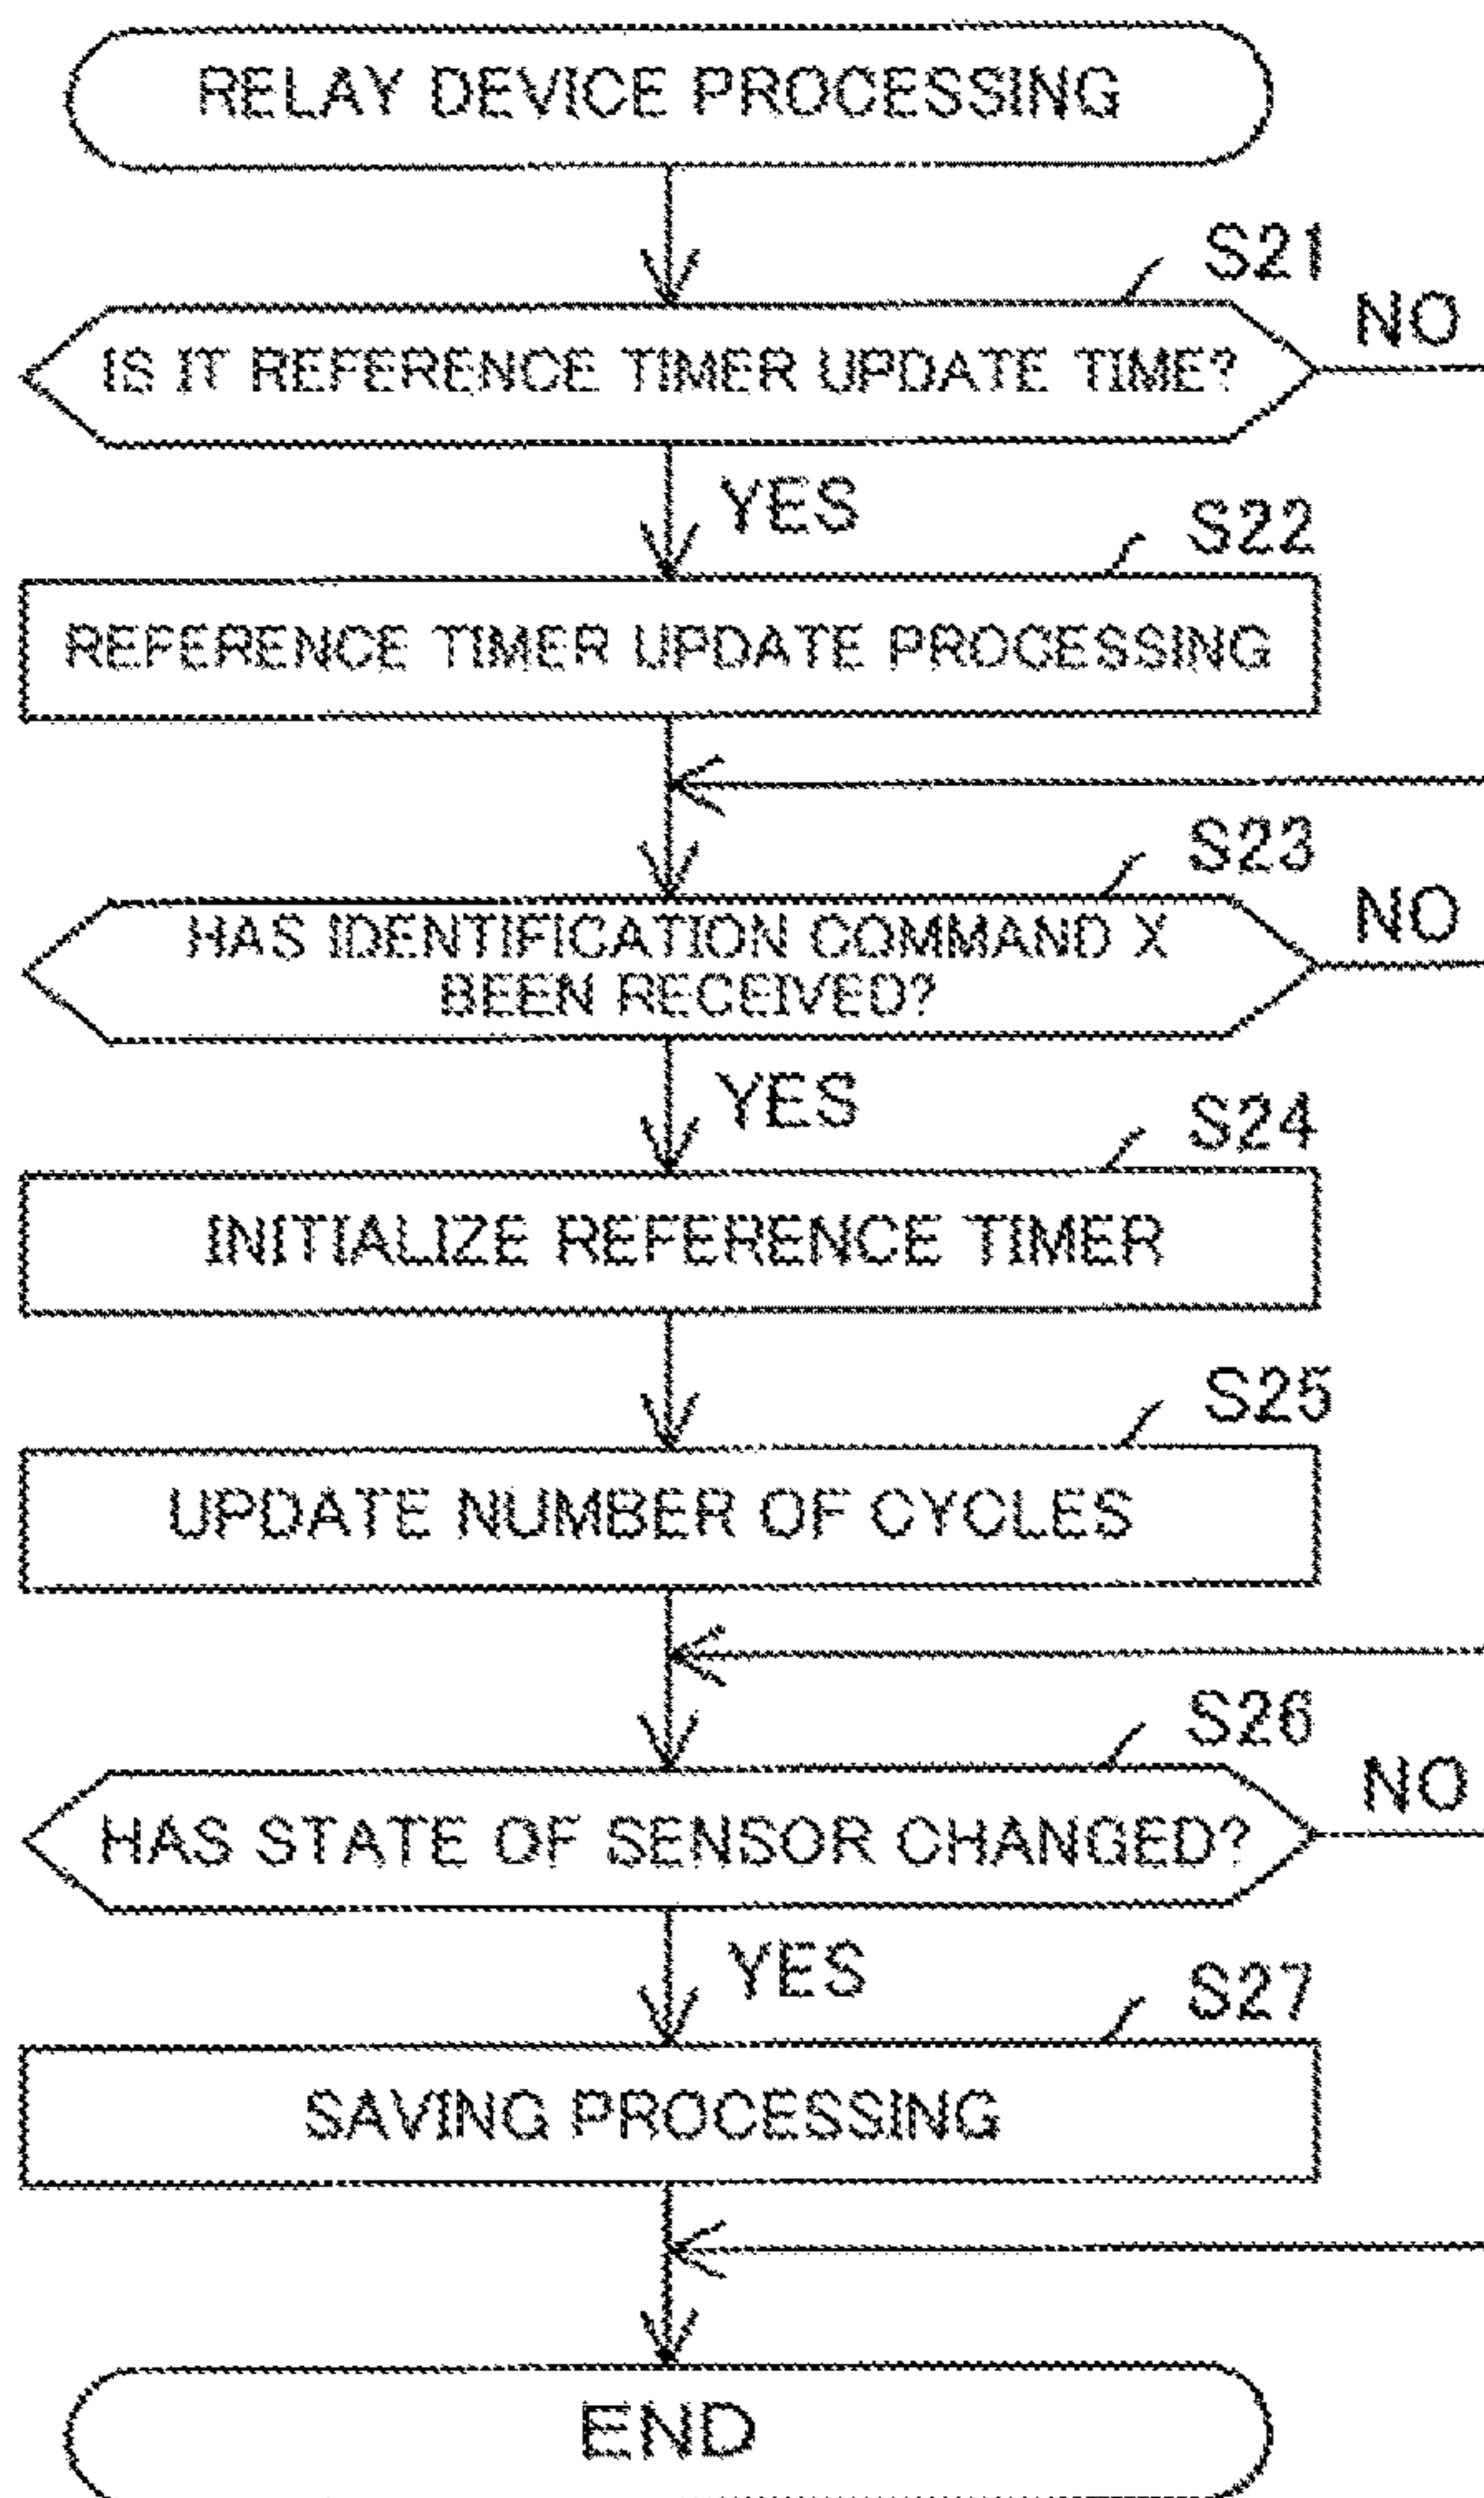 RELAY DEVICE PROCESSING
S21
NO
IS IT REFERENCE TIMER UPDATE TIME?
YES
S22
REFERENCE TIMER UPDATE PROCESSING
S23
NO
HAS IDENTIFICATION COMMAND X
BEEN RECEIVED?
YES
S24
INITIALIZE REFERENCE TIMER
S25
UPDATE NUMBER OF CYCLES
S26
NO
HAS STATE OF SENSOR CHANGED?
YES
S27
SAVING PROCESSING
END